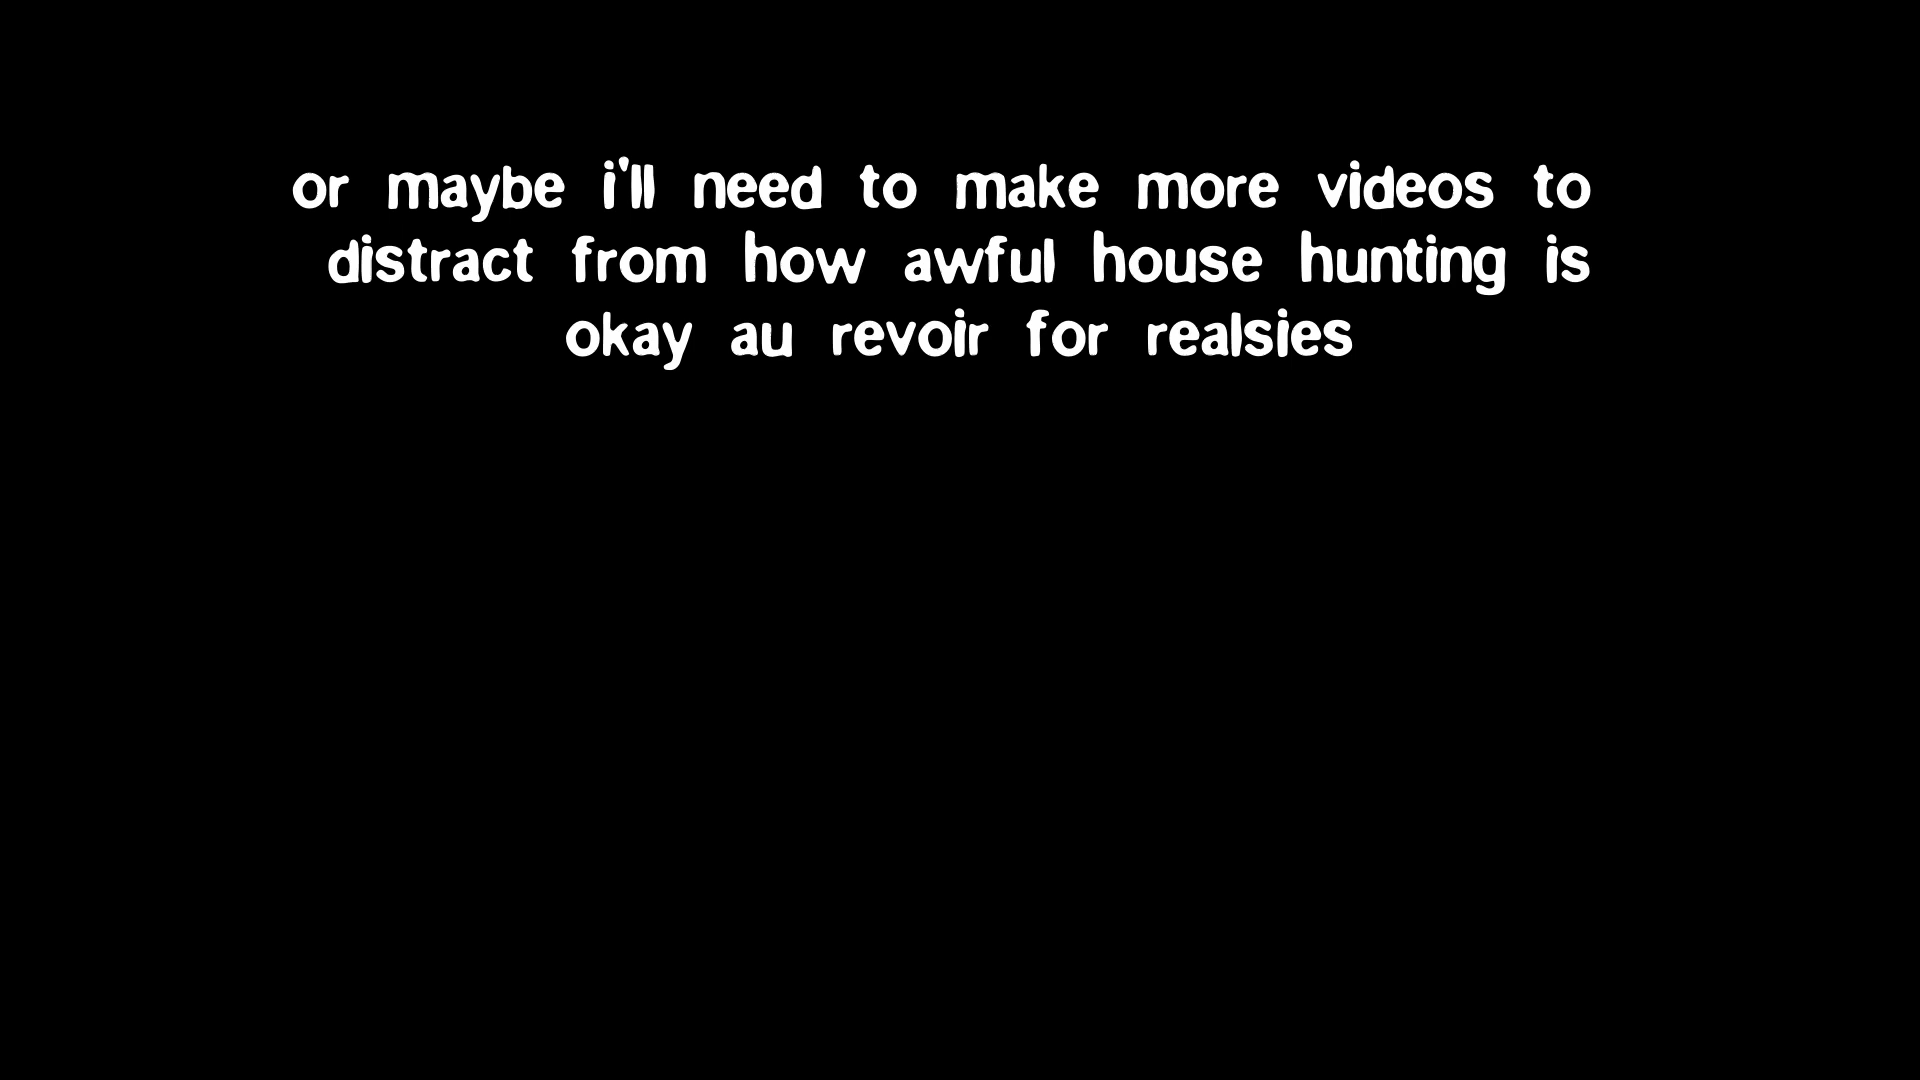 or maybe i'll need to make more videos to
distract from how awful house hunting is
okay au revoir for realsies